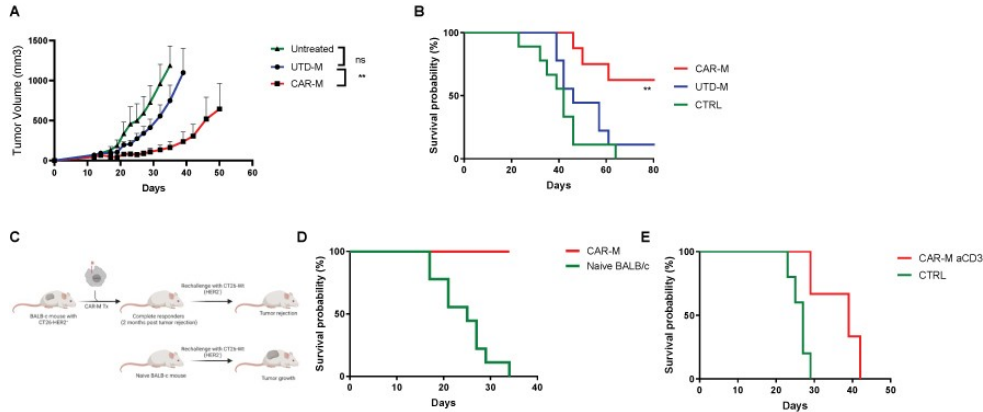 A
1500
1000
500
0
0 10 20 30 40 50 60
Tumor Volume (mm3)
Days
Untreated
UTD-M
CAR-M
ns
**
B
100
50
0
0 20 40 60 80
Survival probability (%)
Days
**
CAR-M
UTD-M
CTRL
C
BALB-c mouse with
CT26-HER2+
CAR-M Tx
Complete responders
(2 months post tumor rejection)
Rechallenge with CT26-Wt
(HER2-)
Tumor rejection
Naive BALB-c mouse
Rechallenge with CT26-Wt
(HER2-)
Tumor growth
D
100
50
0
0 20 30 40
Survival probability (%)
Days
CAR-M
Naive BALB/c
E
100
50
0
0 20 30 40 50
Survival probability (%)
Days
CAR-M aCD3
CTRL